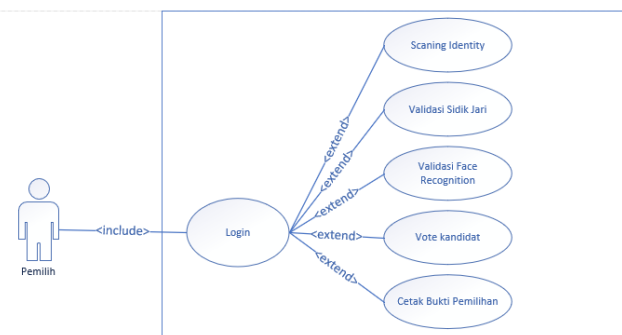 Scaning Identity
<extend>
Validasi Sidik Jari
<extend>
Validasi Face
Recognition
<extend>
Pemilih
<include>
Login
<extend>
Vote kandidat
<extend>
Cetak Bukti Pemilihan